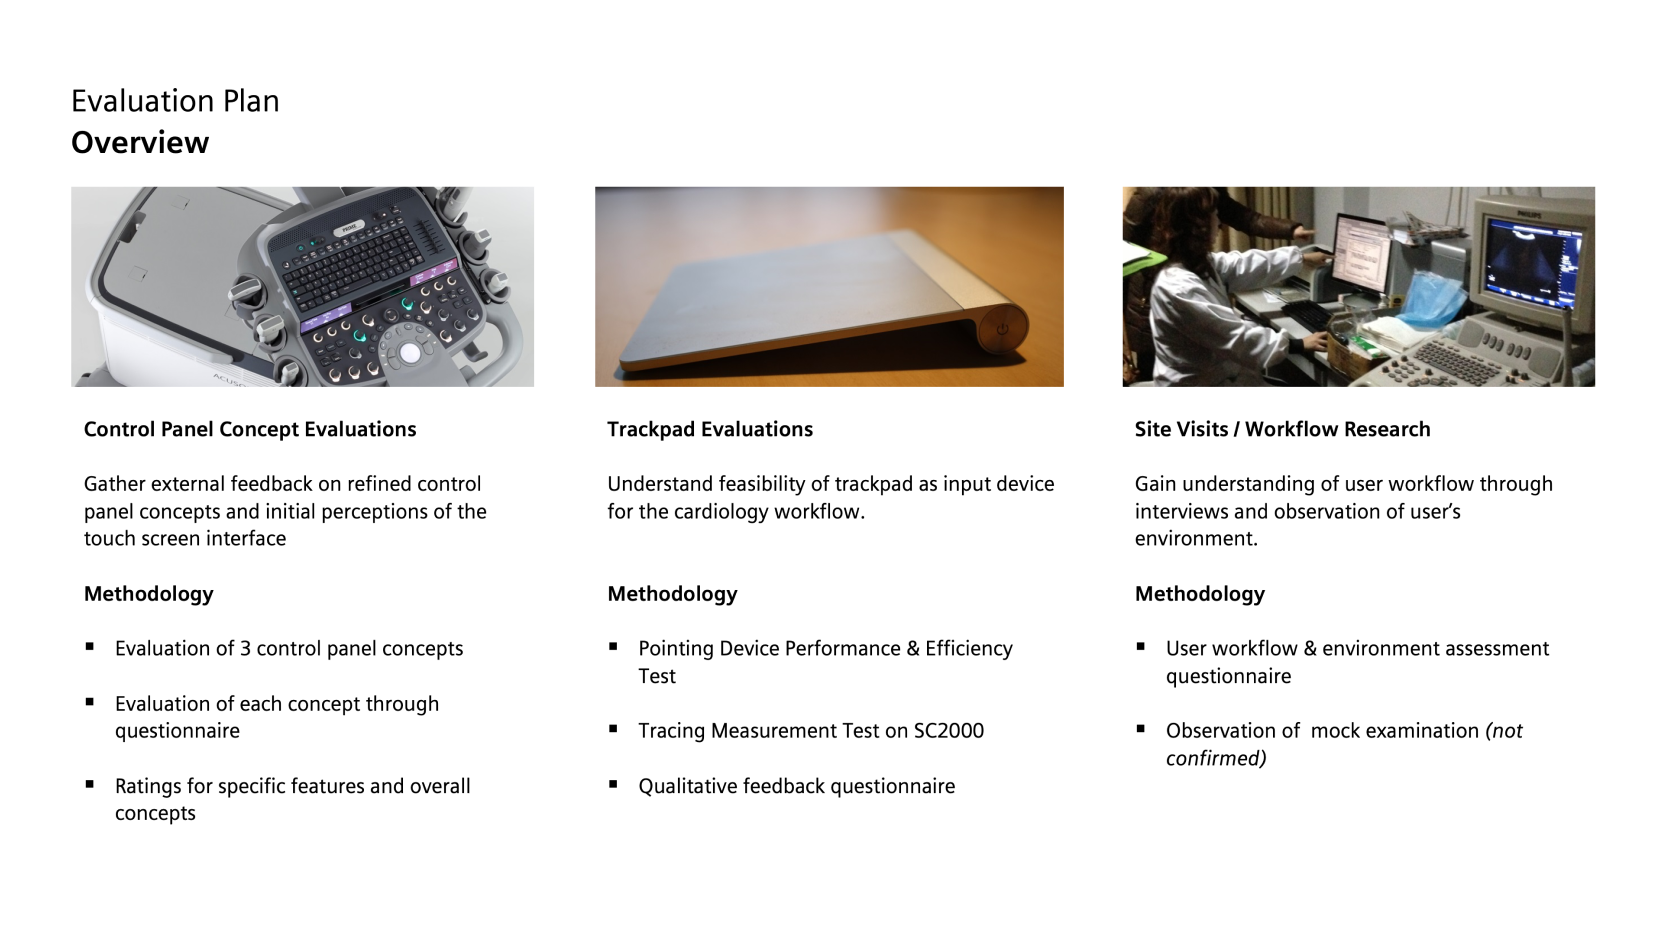 Evaluation Plan
Overview
PRIME
ACUS
PHILIPS
Control Panel Concept Evaluations
Gather external feedback on refined control
panel concepts and initial perceptions of the
touch screen interface
Methodology
▪ Evaluation of 3 control panel concepts
▪ Evaluation of each concept through
questionnaire
▪ Ratings for specific features and overall
concepts
Trackpad Evaluations
Understand feasibility of trackpad as input device
for the cardiology workflow.
Methodology
▪ Pointing Device Performance & Efficiency
Test
▪ Tracing Measurement Test on SC2000
▪ Qualitative feedback questionnaire
Site Visits / Workflow Research
Gain understanding of user workflow through
interviews and observation of user’s
environment.
Methodology
▪ User workflow & environment assessment
questionnaire
▪ Observation of  mock examination (not
confirmed)